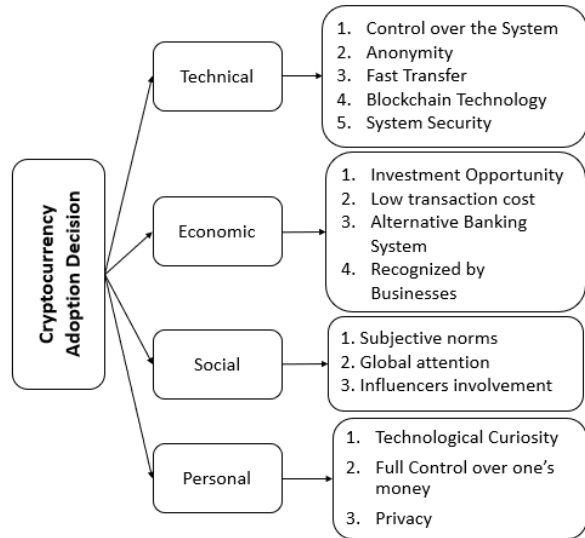 Cryptocurrency
Adoption Decision
Technical
1. Control over the System
2. Anonymity
3. Fast Transfer
4. Blockchain Technology
5. System Security
Economic
1. Investment Opportunity
2. Low transaction cost
3. Alternative Banking
System
4. Recognized by
Businesses
Social
1. Subjective norms
2. Global attention
3. Influencers involvement
Personal
1. Technological Curiosity
2. Full Control over one's
money
3. Privacy